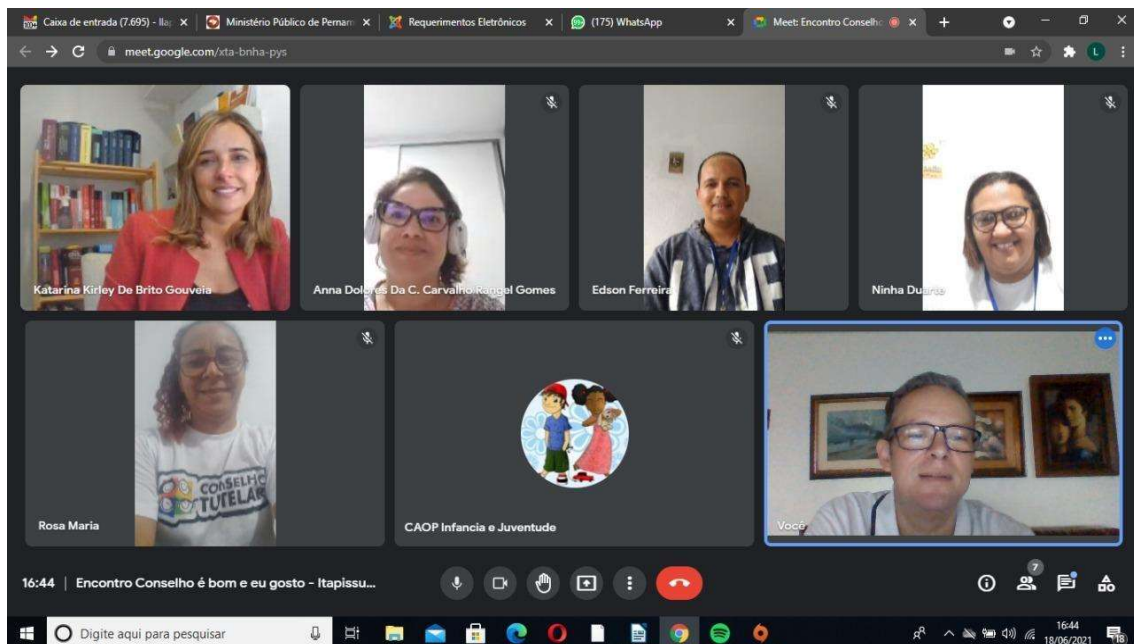 Caixa de entrada (7.695) - Ila
Ministério Público de Pernam
Requerimentos Eletrônicos
(175) WhatsApp
Meet: Encontro Conselho
meet.google.com/xta-bnha-pys
L
Katarina Kirley De Brito Gouveia
Anna Dolores Da C. Carvalho Rangel Gomes
Edson Ferreira
Ninha Duarte
CONSELHO
TUTELAR
Rosa Maria
CAOP Infancia e Juventude
Você
16:44 | Encontro Conselho é bom e eu gosto - Itapissu...
7
Digite aqui para pesquisar
16:44
18/06/2021
18